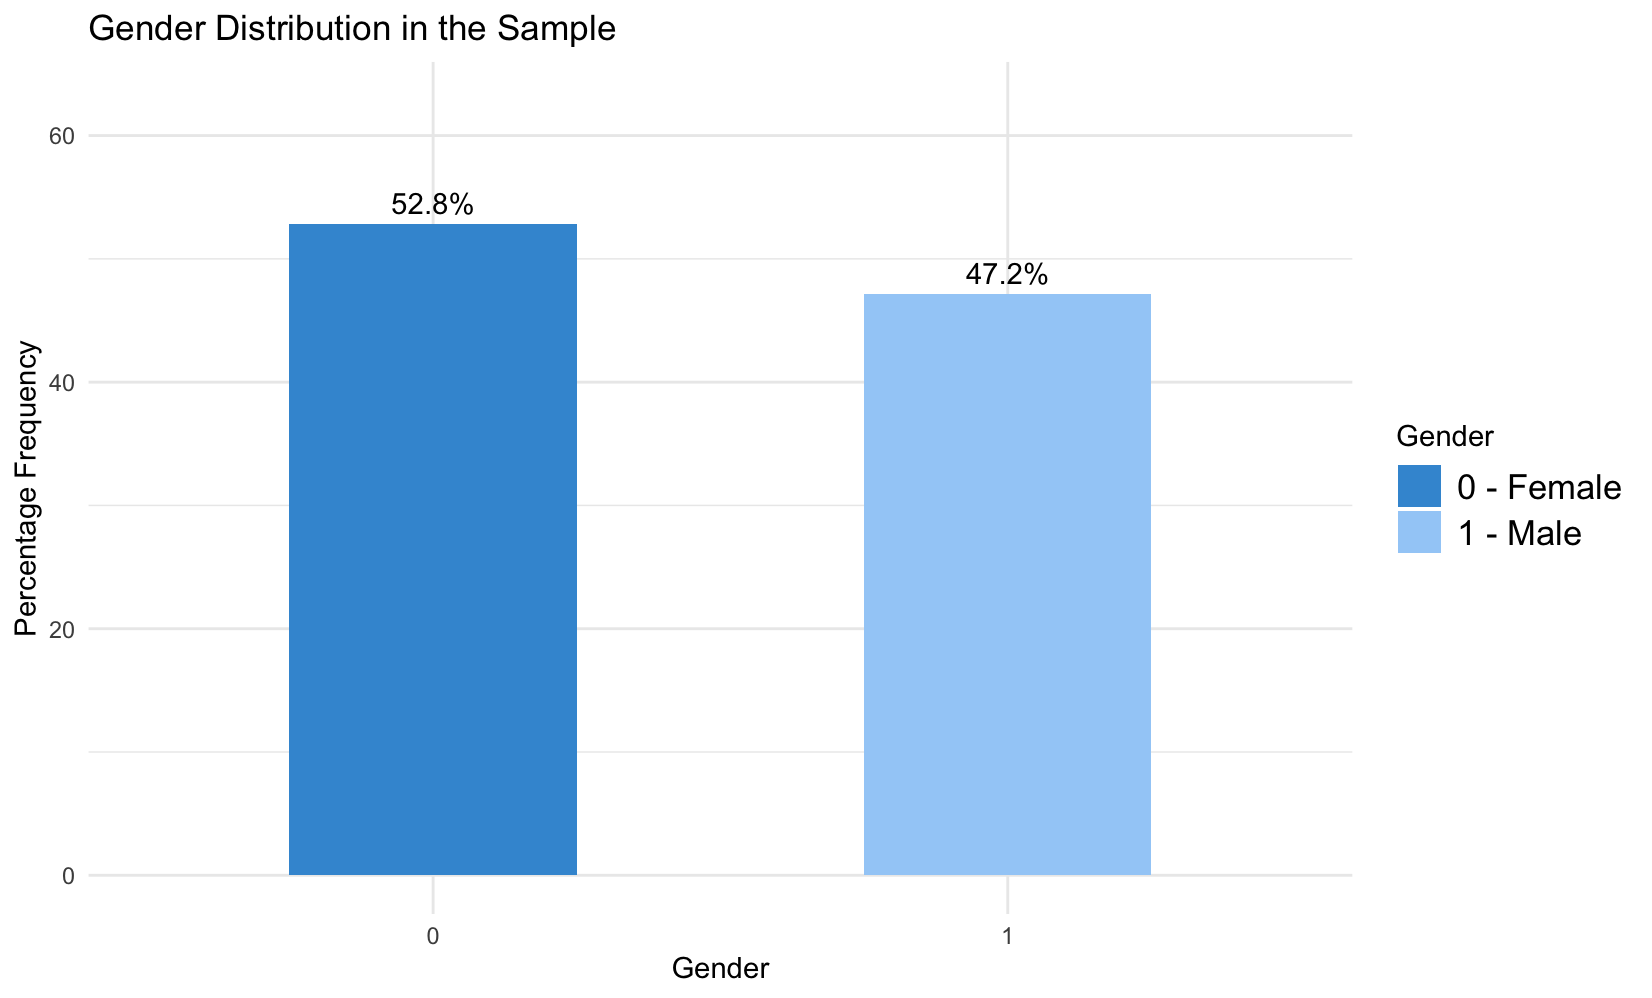 Gender Distribution in the Sample
Percentage Frequency
60
40
20
0
52.8%
47.2%
0
1
Gender
Gender
0 - Female
1 - Male